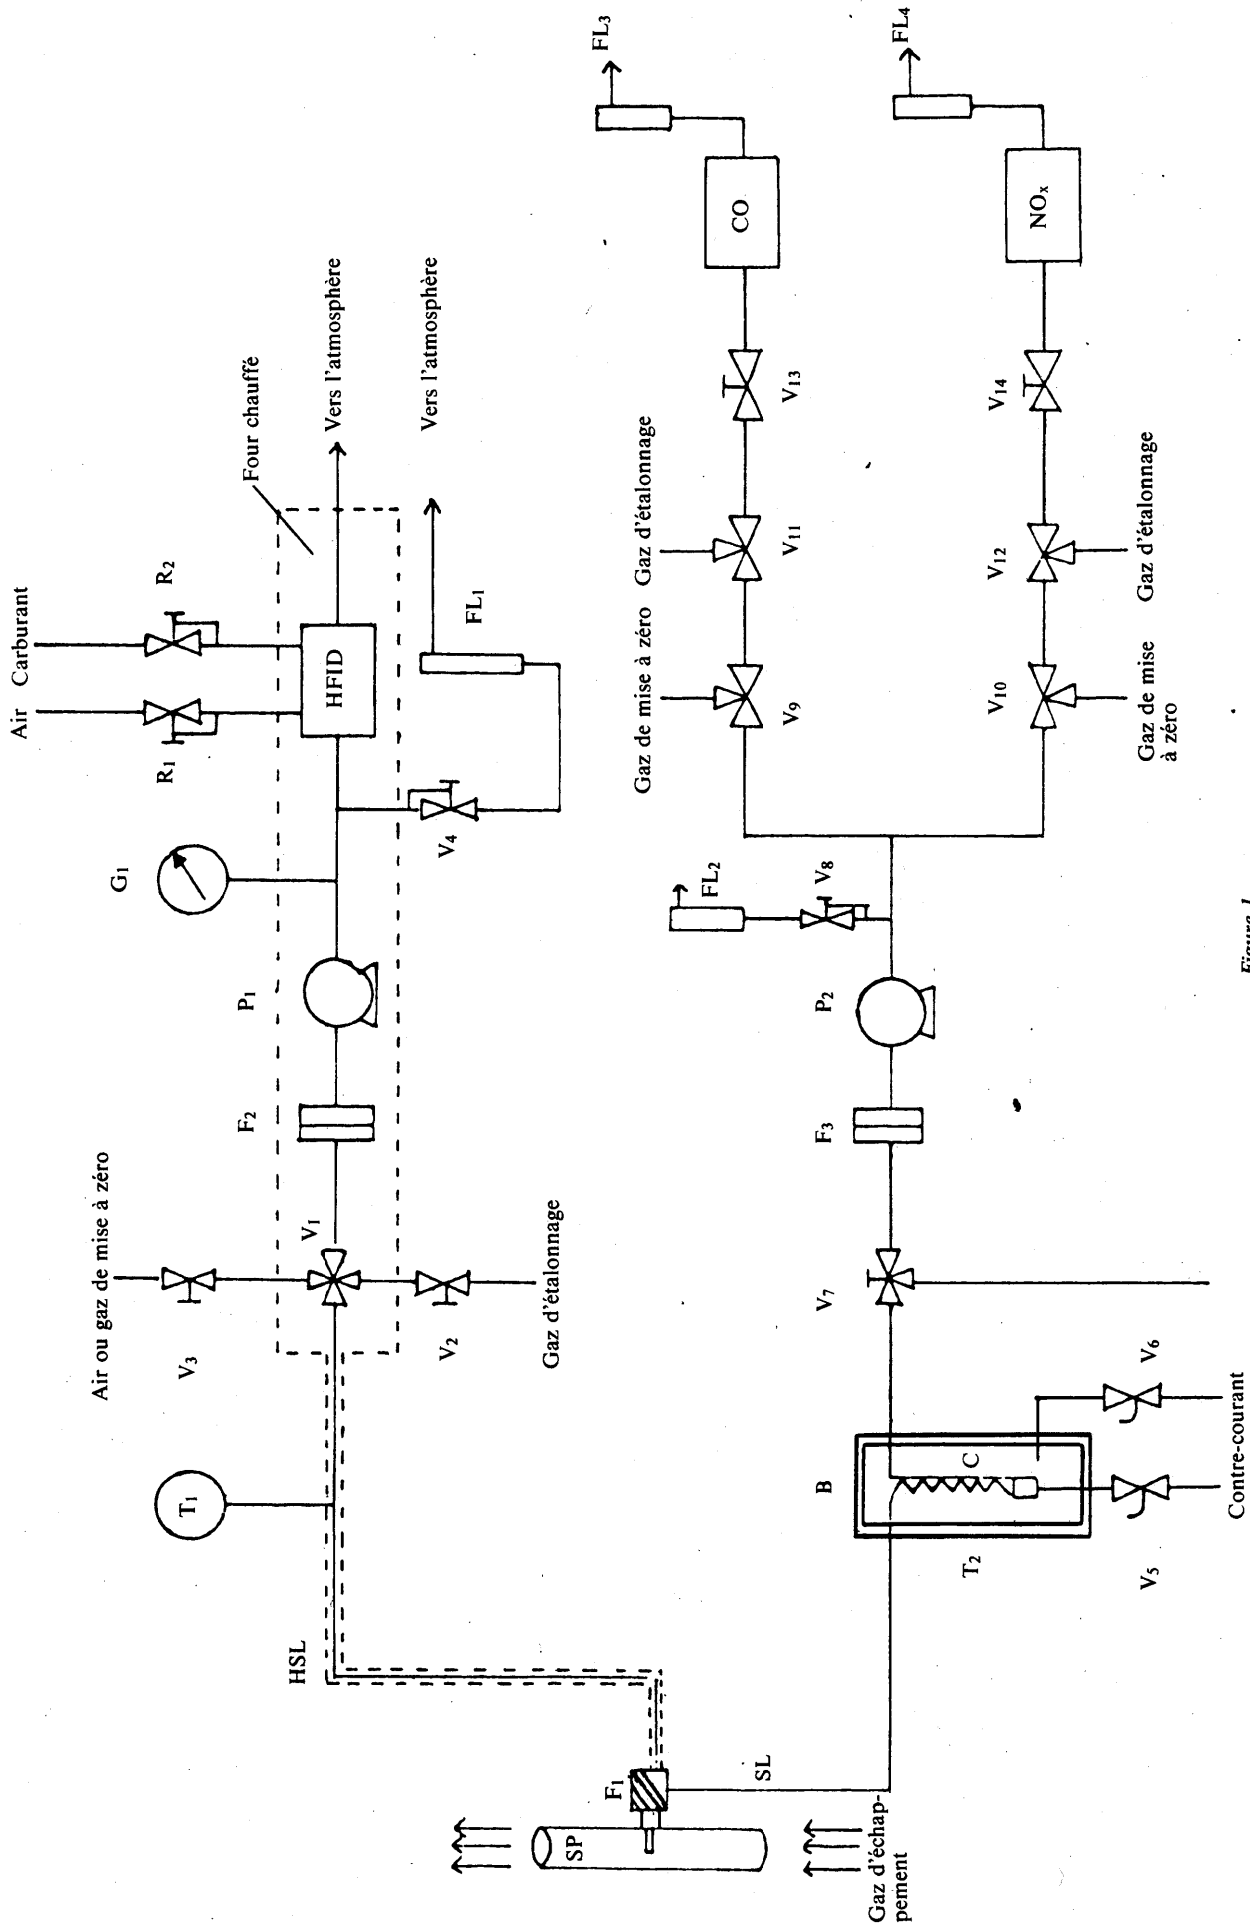 Air
Carburant
R1
R2
Four chauffé
G1
HFID
Vers l'atmosphère
Vers l'atmosphère
V4
FL1
P1
F2
Air ou gaz de mise à zéro
V3
V1
V2
Gaz d'étalonnage
T1
HSL
F1
SP
SL
Gaz d'échap-
pement
B
C
T2
V5
V6
Contre-courant
V7
F3
P2
V8
FL2
Gaz de mise à zéro
V9
Gaz d'étalonnage
V11
V13
CO
FL3
V10
Gaz de mise
à zéro
V12
Gaz d'étalonnage
V14
NOx
FL4
Figure 1